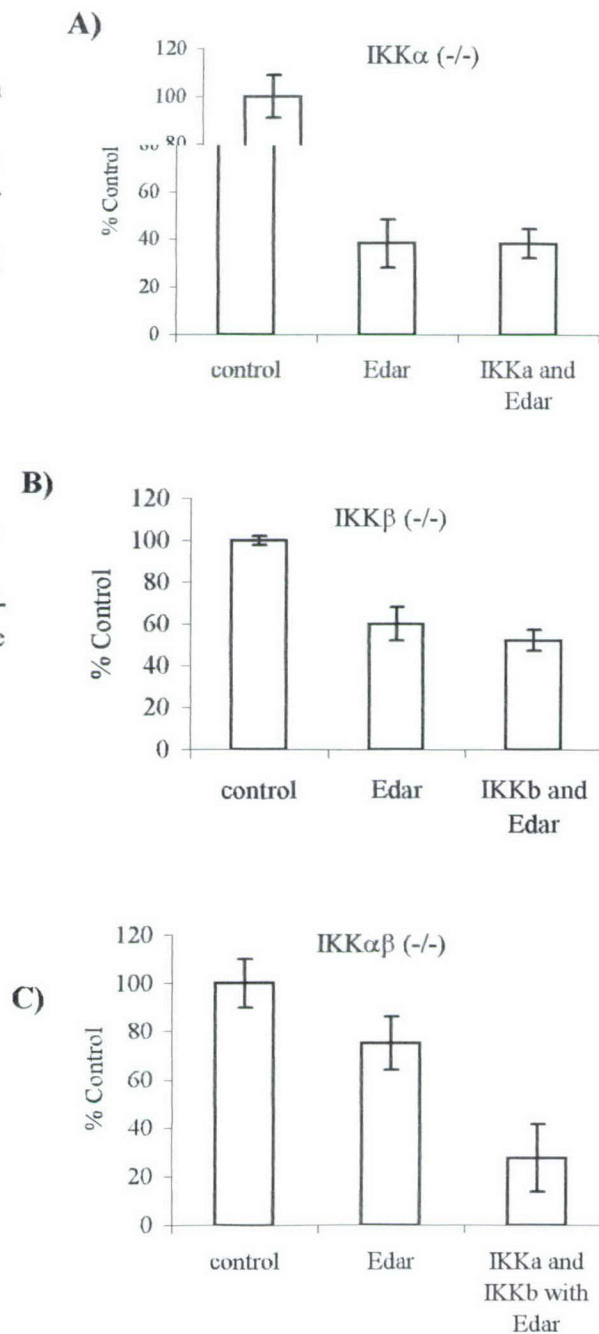 A)
IKKα (-/-)
120
100
80
60
40
20
0
% Control
control
Edar
IKKa and
Edar
B)
IKKβ (-/-)
120
100
80
60
40
20
0
% Control
control
Edar
IKKb and
Edar
C)
IKKαβ (-/-)
120
100
80
60
40
20
0
% Control
control
Edar
IKKa and
IKKb with
Edar